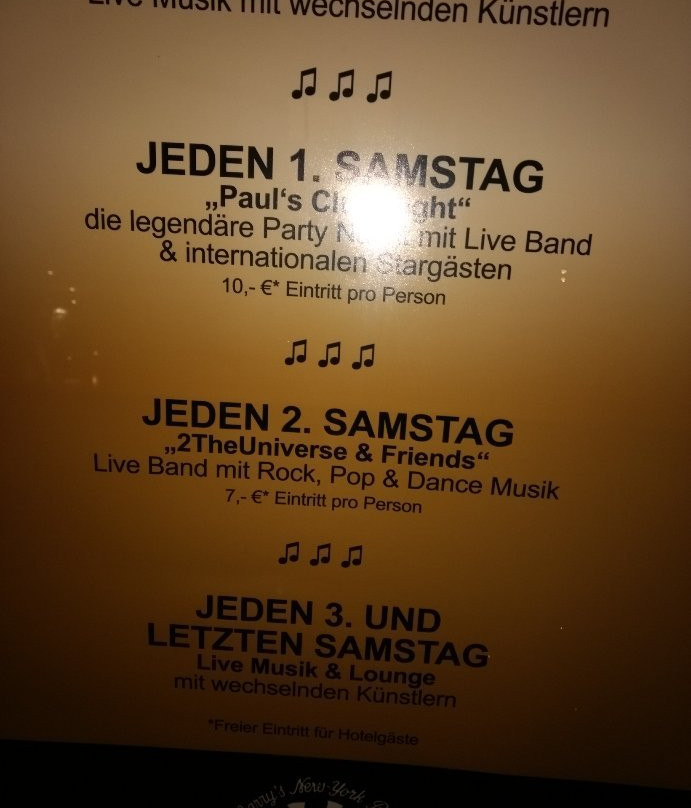 Live Musik mit wechselnden Künstlern
JEDEN 1. SAMSTAG
„Paul's
die legendäre Party mit Live Band
& internationalen Stargästen
10,- €* Eintritt pro Person
JEDEN 2. SAMSTAG
„2TheUniverse & Friends“
Live Band mit Rock, Pop & Dance Musik
7,- €* Eintritt pro Person
JEDEN 3. UND
LETZTEN SAMSTAG
Live Musik & Lounge
mit wechselnden Künstlern
*Freier Eintritt für Hotelgäste
New-York